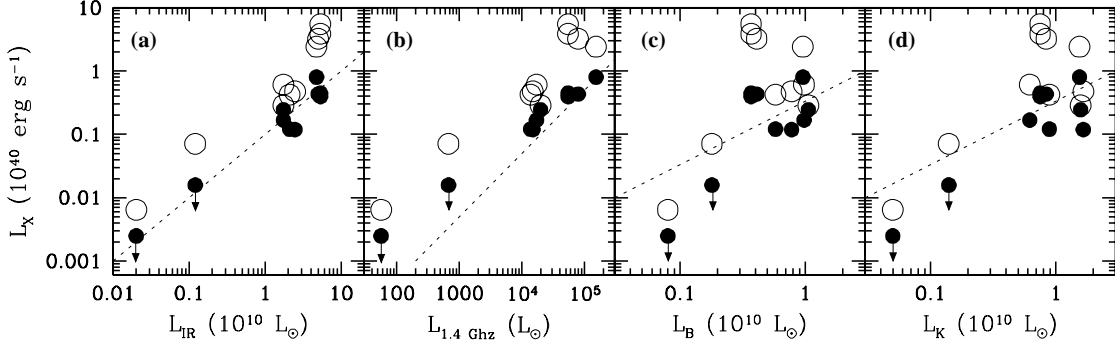 (a) (b) (c) (d)
L_X (10^40 erg s^-1)
10
1
0.1
0.01
0.001
0.01 0.1 1 10 100 1000 10^4 10^5 0.1 1 0.1 1
L_IR (10^10 L_⊙) L_1.4 Ghz (L_⊙) L_B (10^10 L_⊙) L_K (10^10 L_⊙)